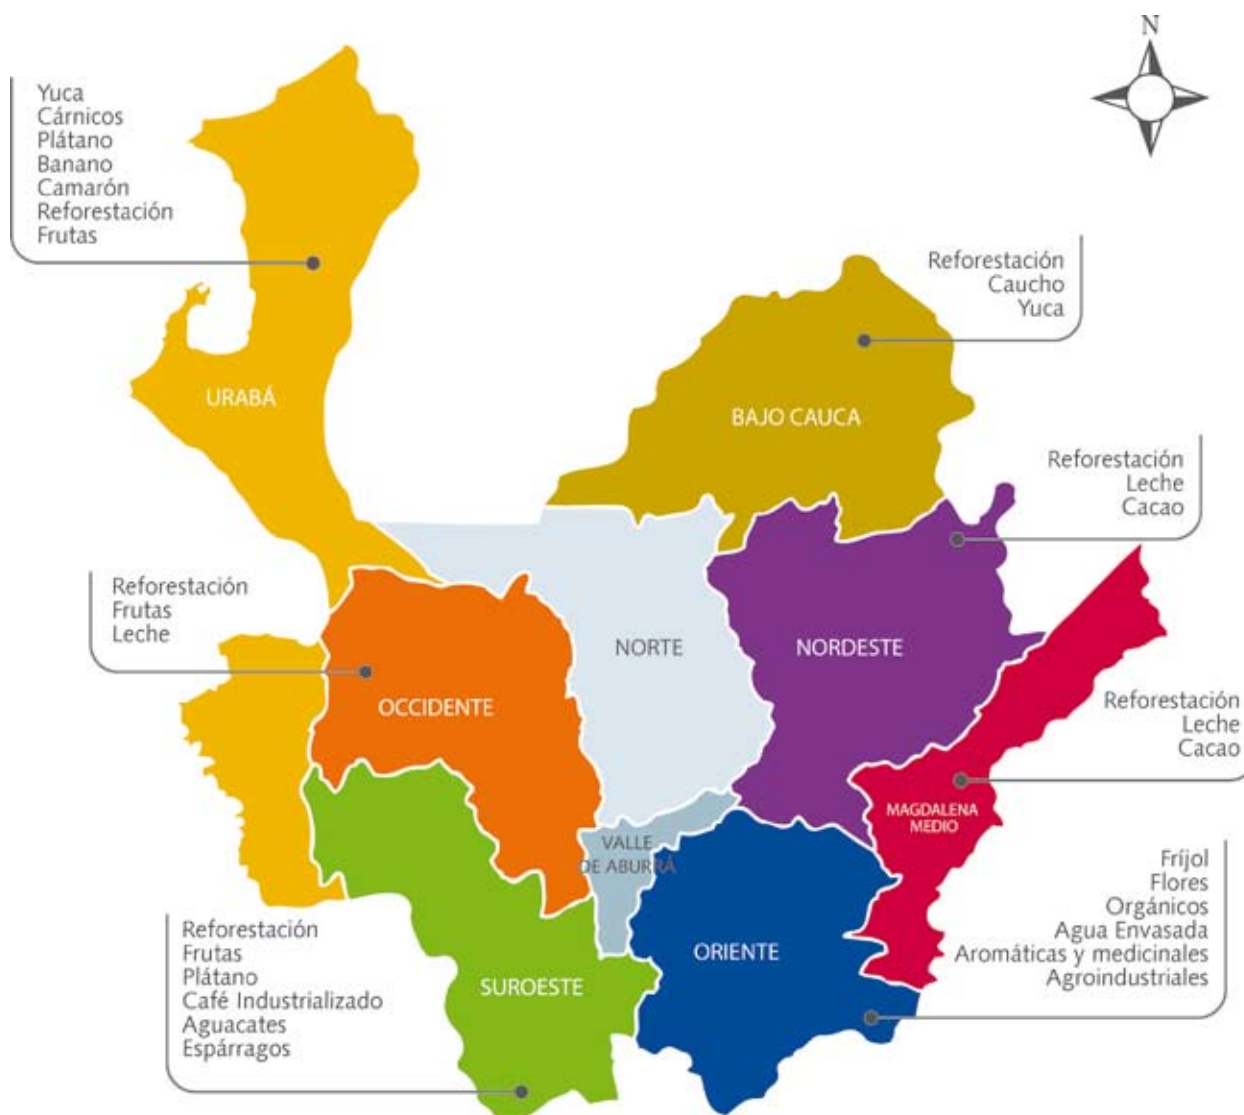 N
Yuca
Cárnicos
Plátano
Banano
Camarón
Reforestación
Frutas
Reforestación
Caucho
Yuca
URABÁ
BAJO CAUCA
Reforestación
Leche
Cacao
Reforestación
Frutas
Leche
NORTE
NORDESTE
OCCIDENTE
Reforestación
Leche
Cacao
MAGDALENA
MEDIO
VALLE
DE ABURRÁ
Fríjol
Flores
Orgánicos
Agua Envasada
Aromáticas y medicinales
Agroindustriales
ORIENTE
SUROESTE
Reforestación
Frutas
Plátano
Café Industrializado
Aguacates
Espárragos